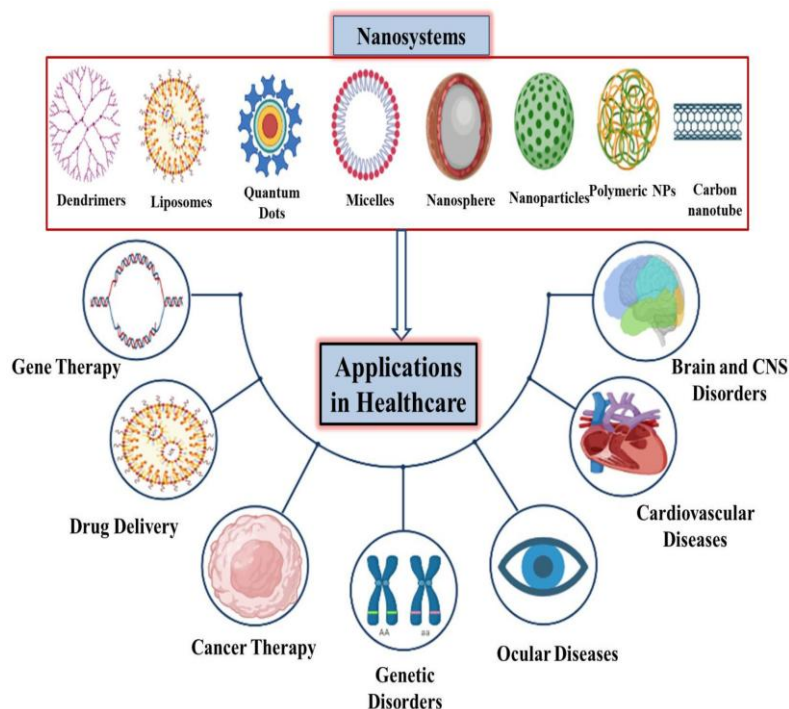 Nanosystems
Dendrimers
Liposomes
Quantum
Dots
Micelles
Nanosphere
Nanoparticles
Polymeric NPs
Carbon
nanotube
Applications
in Healthcare
Gene Therapy
Drug Delivery
Cancer Therapy
AA
aa
Genetic
Disorders
Ocular Diseases
Cardiovascular
Diseases
Brain and CNS
Disorders